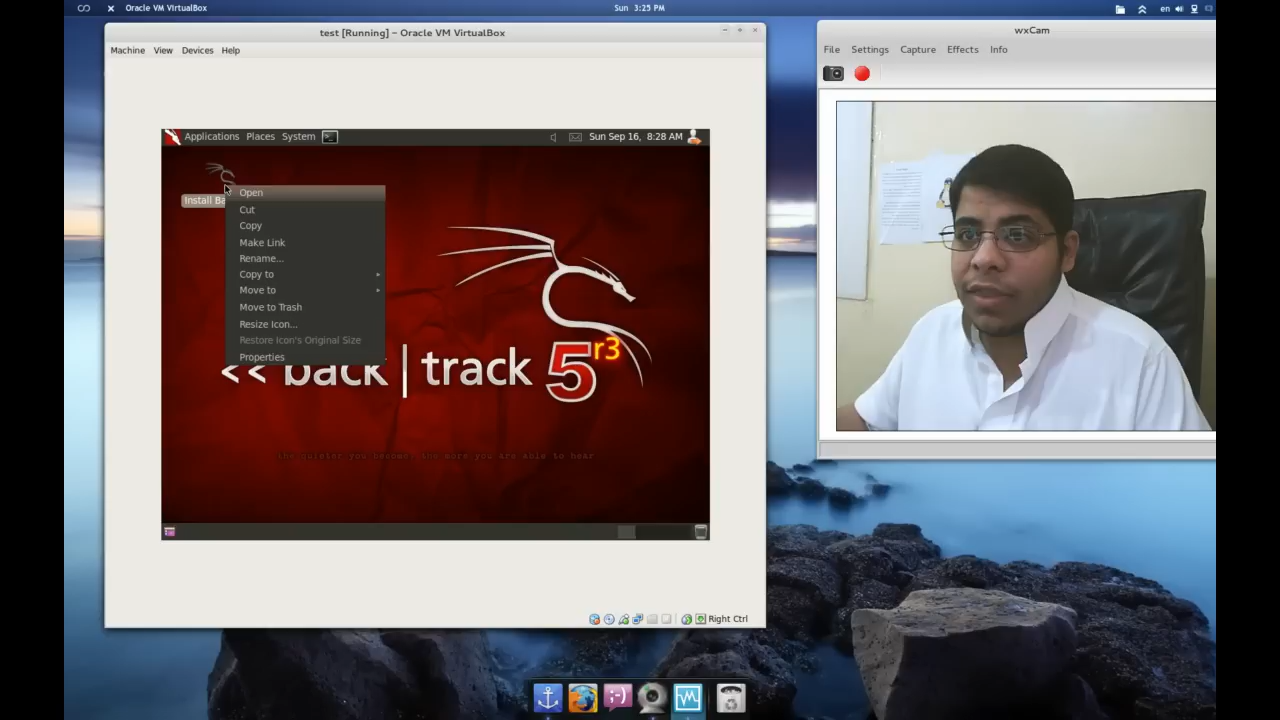 Oracle VM VirtualBox
Sun 3:25 PM
en
test [Running] – Oracle VM VirtualBox
Machine View Devices Help
wxCam
File Settings Capture Effects Info
Applications Places System
Sun Sep 16, 8:28 AM
Install Ba
Open
Cut
Copy
Make Link
Rename...
Copy to
Move to
Move to Trash
Resize Icon...
Restore Icon's Original Size
Properties
<< back | track 5 r3
the quieter you become, the more you are able to hear
Right Ctrl